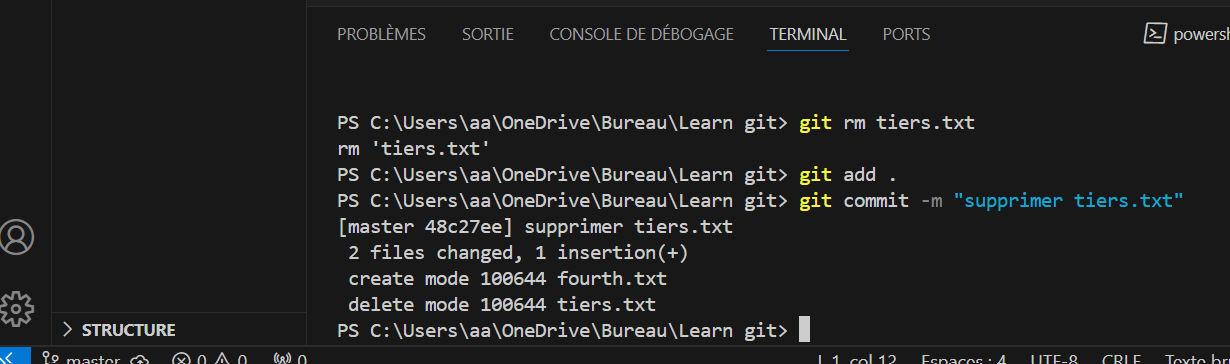 PROBLÈMES SORTIE CONSOLE DE DÉBOGAGE TERMINAL PORTS
PS C:\Users\aa\OneDrive\Bureau\Learn git> git rm tiers.txt
rm 'tiers.txt'
PS C:\Users\aa\OneDrive\Bureau\Learn git> git add .
PS C:\Users\aa\OneDrive\Bureau\Learn git> git commit -m "supprimer tiers.txt"
[master 48c27ee] supprimer tiers.txt
2 files changed, 1 insertion(+)
create mode 100644 fourth.txt
delete mode 100644 tiers.txt
PS C:\Users\aa\OneDrive\Bureau\Learn git>
STRUCTURE
master 0 0 0 L 1, col 12 Espaces : 4 UTF-8 CRLF